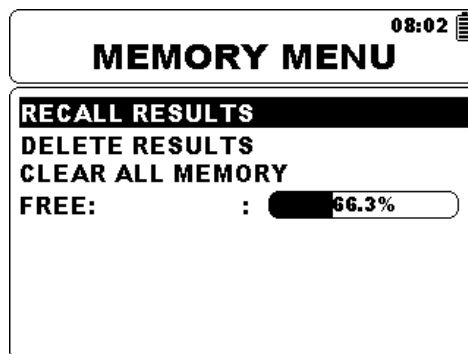 08:02
MEMORY MENU
RECALL RESULTS
DELETE RESULTS
CLEAR ALL MEMORY
FREE: : 66.3%